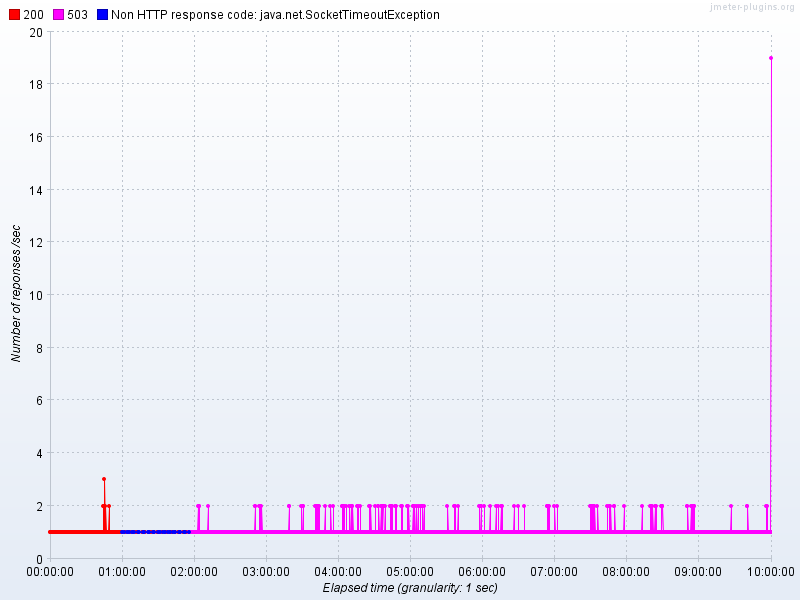 200 503 Non HTTP response code: java.net.SocketTimeoutException
jmeter-plugins.org
20
18
16
14
12
10
8
6
4
2
0
Number of reponses /sec
00:00:00 01:00:00 02:00:00 03:00:00 04:00:00 05:00:00 06:00:00 07:00:00 08:00:00 09:00:00 10:00:00
Elapsed time (granularity: 1 sec)